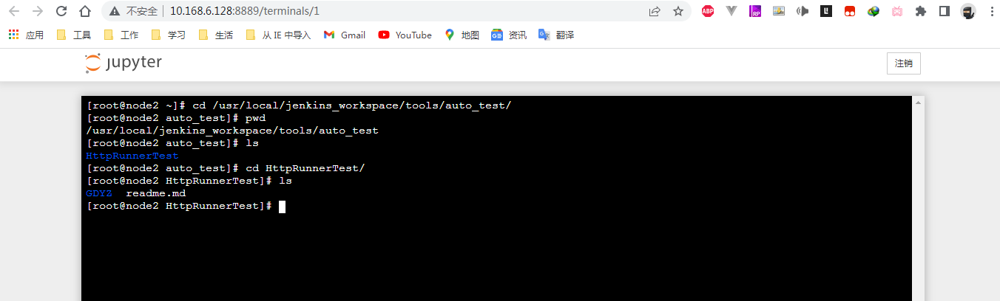 不安全 10.168.6.128:8889/terminals/1
ABP RP
应用 工具 工作 学习 生活 从 IE 中导入 Gmail YouTube 地图 资讯 翻译
jupyter 注销
[root@node2 ~]# cd /usr/local/jenkins_workspace/tools/auto_test/
[root@node2 auto_test]# pwd
/usr/local/jenkins_workspace/tools/auto_test
[root@node2 auto_test]# ls
HttpRunnerTest
[root@node2 auto_test]# cd HttpRunnerTest/
[root@node2 HttpRunnerTest]# ls
GDYZ  readme.md
[root@node2 HttpRunnerTest]#